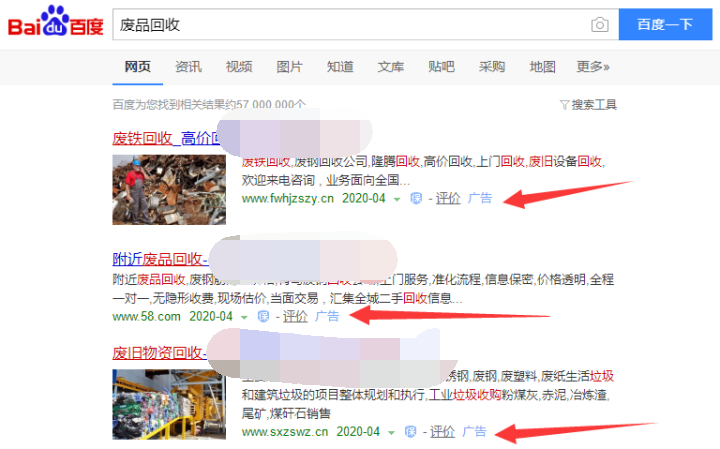 Bai du 百度
废品回收
百度一下
网页 资讯 视频 图片 知道 文库 贴吧 采购 地图 更多»
百度为您找到相关结果约57,000,000个
搜索工具
废铁回收_高价回
废铁回收,废钢回收公司,隆腾回收,高价回收,上门回收,废旧设备回收,
欢迎来电咨询，业务面向全国...
www.fwhjzszy.cn 2020-04 - 评价 广告
附近废品回收-
附近废品回收,废钢 上门服务,准化流程,信息保密,价格透明,全程
一对一,无隐形收费,现场估价,当面交易，汇集全城二手回收信息...
www.58.com 2020-04 - 评价 广告
废旧物资回收-
锈钢,废钢,废塑料,废纸生活垃圾
和建筑垃圾的项目整体规划和执行,工业垃圾收购粉煤灰,赤泥,冶炼渣,
尾矿,煤矸石销售
www.sxzswz.cn 2020-04 - 评价 广告